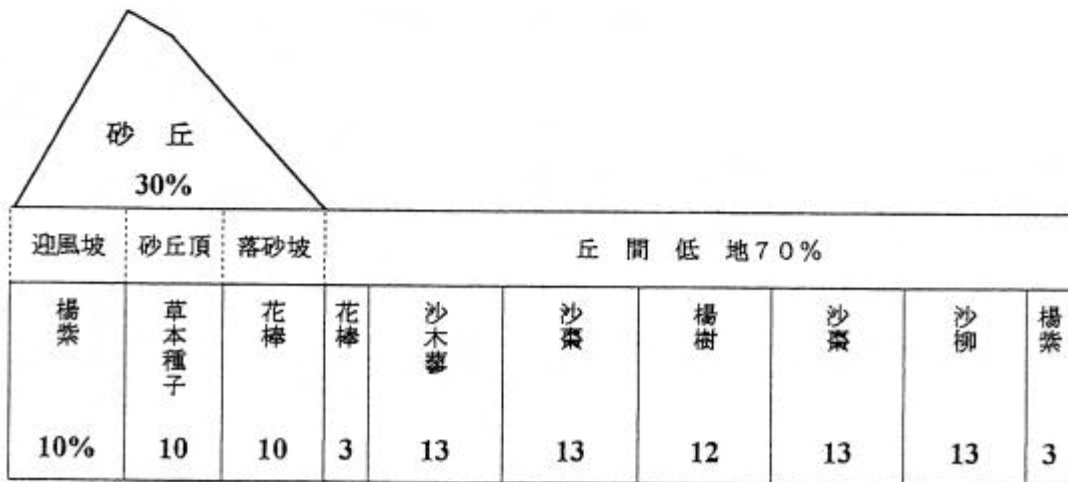 砂 丘
30%
迎風坡 砂丘頂 落砂坡 丘 間 低 地７０%
楊紫 草本種子 花棒 花棒 沙木蓼 沙棗 楊樹 沙棗 沙柳 楊紫
10% 10 10 3 13 13 12 13 13 3